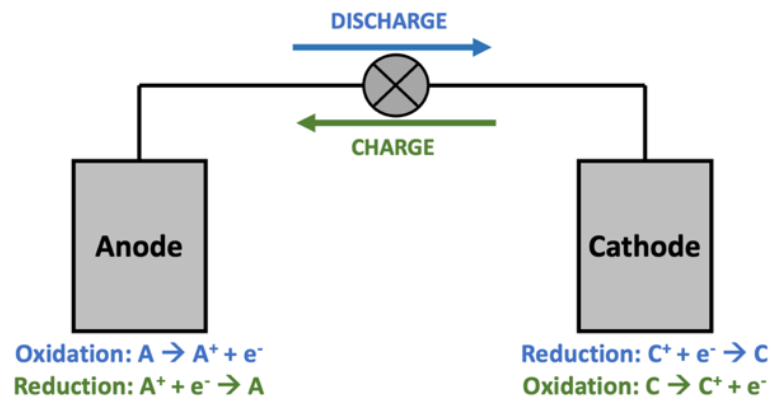 DISCHARGE
CHARGE
Anode
Cathode
Oxidation: A → A⁺ + e⁻
Reduction: A⁺ + e⁻ → A
Reduction: C⁺ + e⁻ → C
Oxidation: C → C⁺ + e⁻